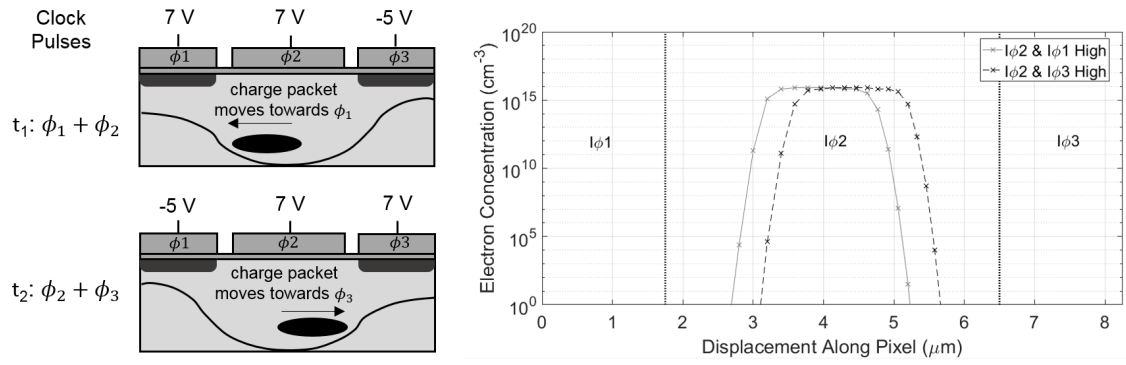 Clock
Pulses
7 V 7 V -5 V
ϕ1 ϕ2 ϕ3
charge packet
moves towards ϕ1
t1: ϕ1 + ϕ2
-5 V 7 V 7 V
ϕ1 ϕ2 ϕ3
charge packet
moves towards ϕ3
t2: ϕ2 + ϕ3
Electron Concentration (cm-3)
10^20
10^15
10^10
10^5
10^0
Iϕ2 & Iϕ1 High
Iϕ2 & Iϕ3 High
Iϕ1 Iϕ2 Iϕ3
0 1 2 3 4 5 6 7 8
Displacement Along Pixel (μm)